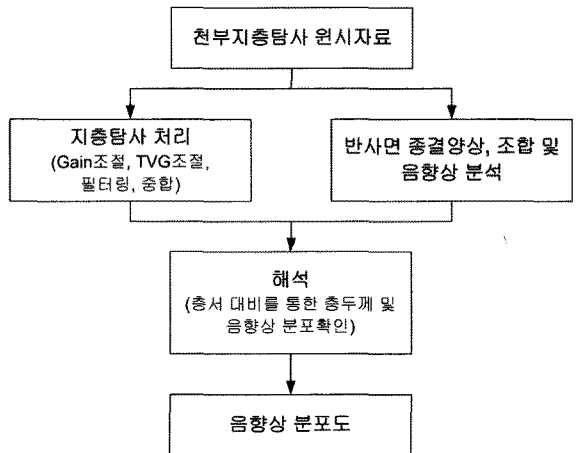 천부지층탐사 원시자료
지층탐사 처리
(Gain조절, TVG조절,
필터링, 중합)
반사면 종결양상, 조합 및
음향상 분석
해석
(층서 대비를 통한 층두께 및
음향상 분포확인)
음향상 분포도